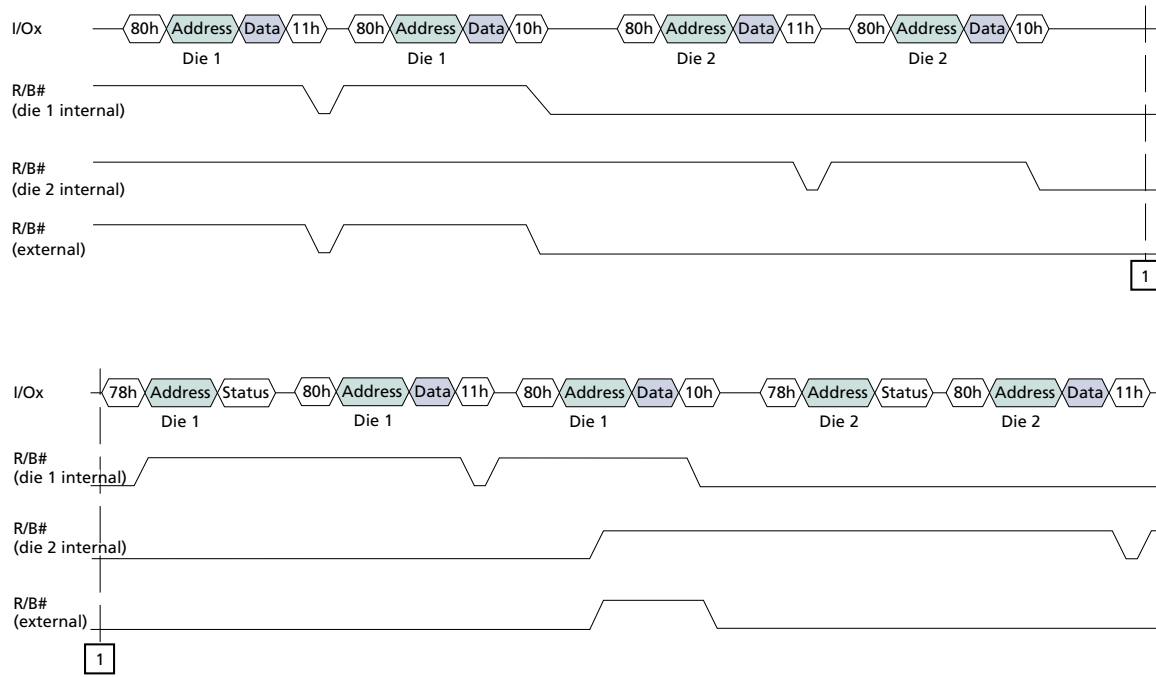 I/Ox 80h Address Data 11h 80h Address Data 10h 80h Address Data 11h 80h Address Data 10h
Die 1 Die 1 Die 2 Die 2
R/B#
(die 1 internal)
R/B#
(die 2 internal)
R/B#
(external)
1
I/Ox 78h Address Status 80h Address Data 11h 80h Address Data 10h 78h Address Status 80h Address Data 11h
Die 1 Die 1 Die 1 Die 2 Die 2
R/B#
(die 1 internal)
R/B#
(die 2 internal)
R/B#
(external)
1